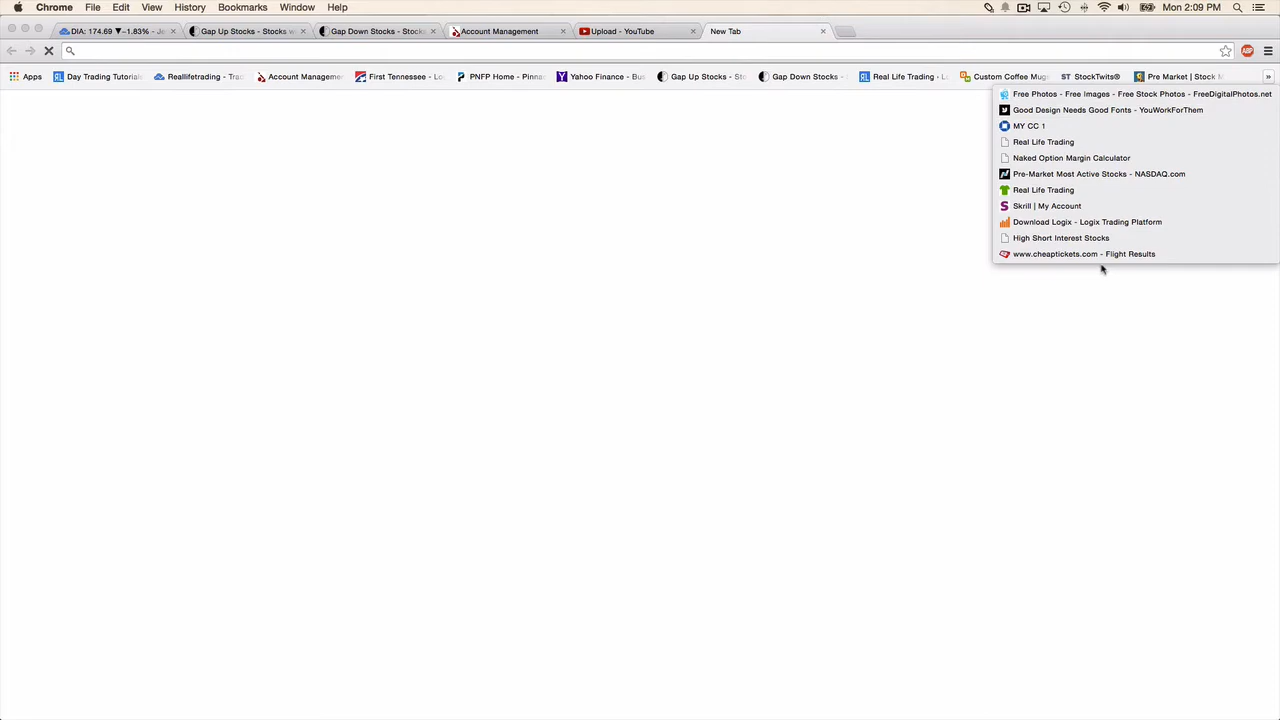 Chrome File Edit View History Bookmarks Window Help Mon 2:09 PM
DIA: 174.69 ▼-1.83% - Je Gap Up Stocks - Stocks w Gap Down Stocks - Stock Account Management Upload - YouTube New Tab
Apps Day Trading Tutorials Reallifetrading - Tra Account Manageme First Tennessee - Lo PNFP Home - Pinna Yahoo Finance - Bus Gap Up Stocks - Sto Gap Down Stocks - Real Life Trading - L Custom Coffee Mugs ST StockTwits® Pre Market | Stock M »
Free Photos - Free Images - Free Stock Photos - FreeDigitalPhotos.net
Good Design Needs Good Fonts - YouWorkForThem
MY CC 1
Real Life Trading
Naked Option Margin Calculator
Pre-Market Most Active Stocks - NASDAQ.com
Real Life Trading
Skrill | My Account
Download Logix - Logix Trading Platform
High Short Interest Stocks
www.cheaptickets.com - Flight Results